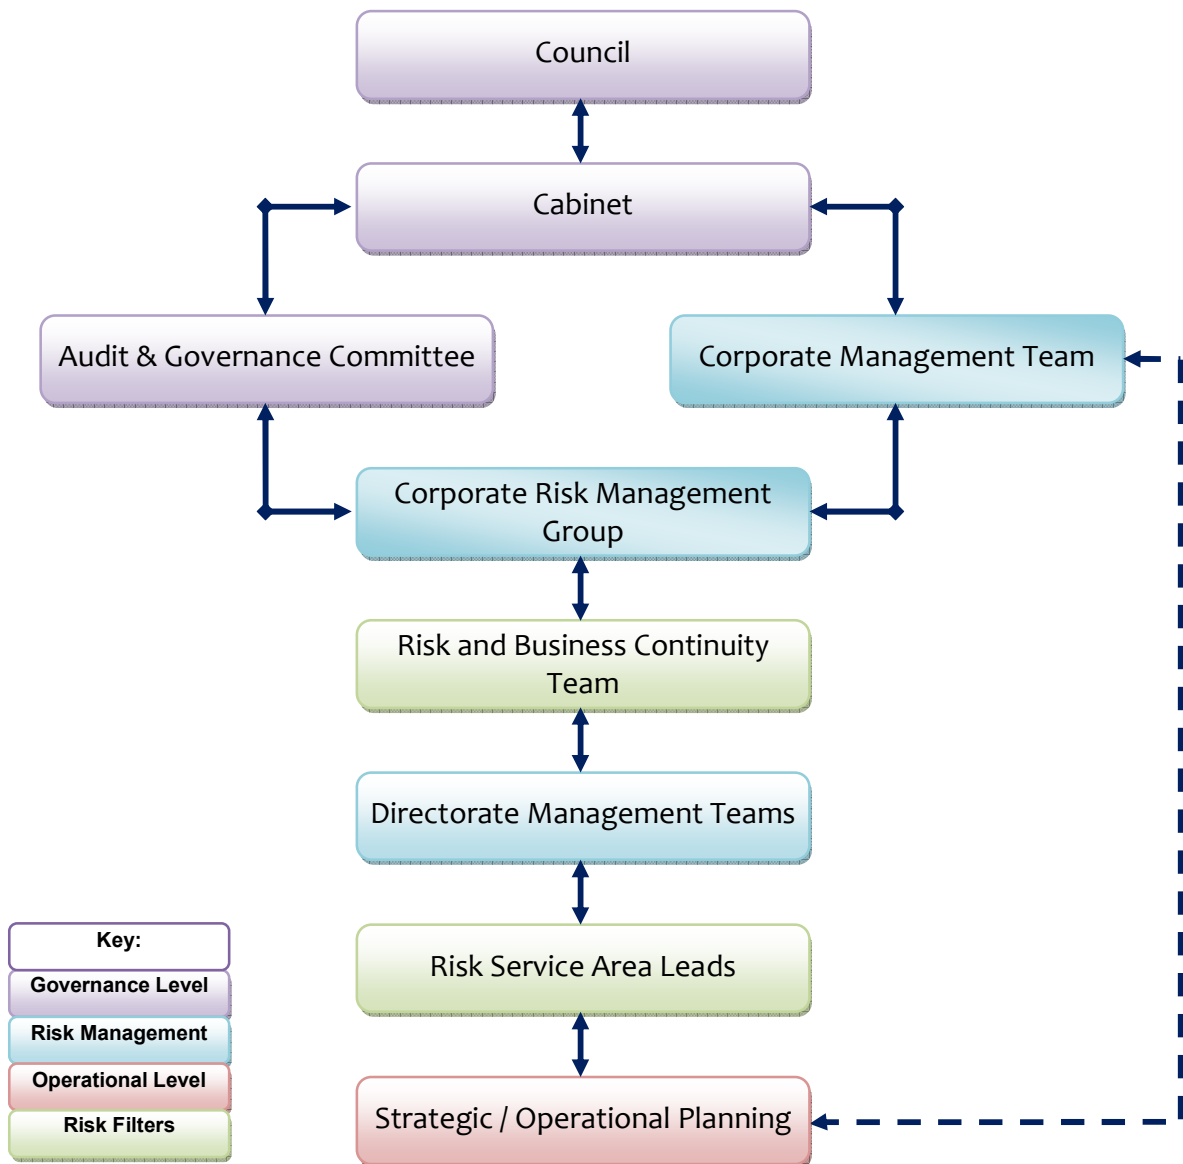 Council
Cabinet
Audit & Governance Committee
Corporate Management Team
Corporate Risk Management
Group
Risk and Business Continuity
Team
Directorate Management Teams
Risk Service Area Leads
Strategic / Operational Planning
Key:
Governance Level
Risk Management
Operational Level
Risk Filters